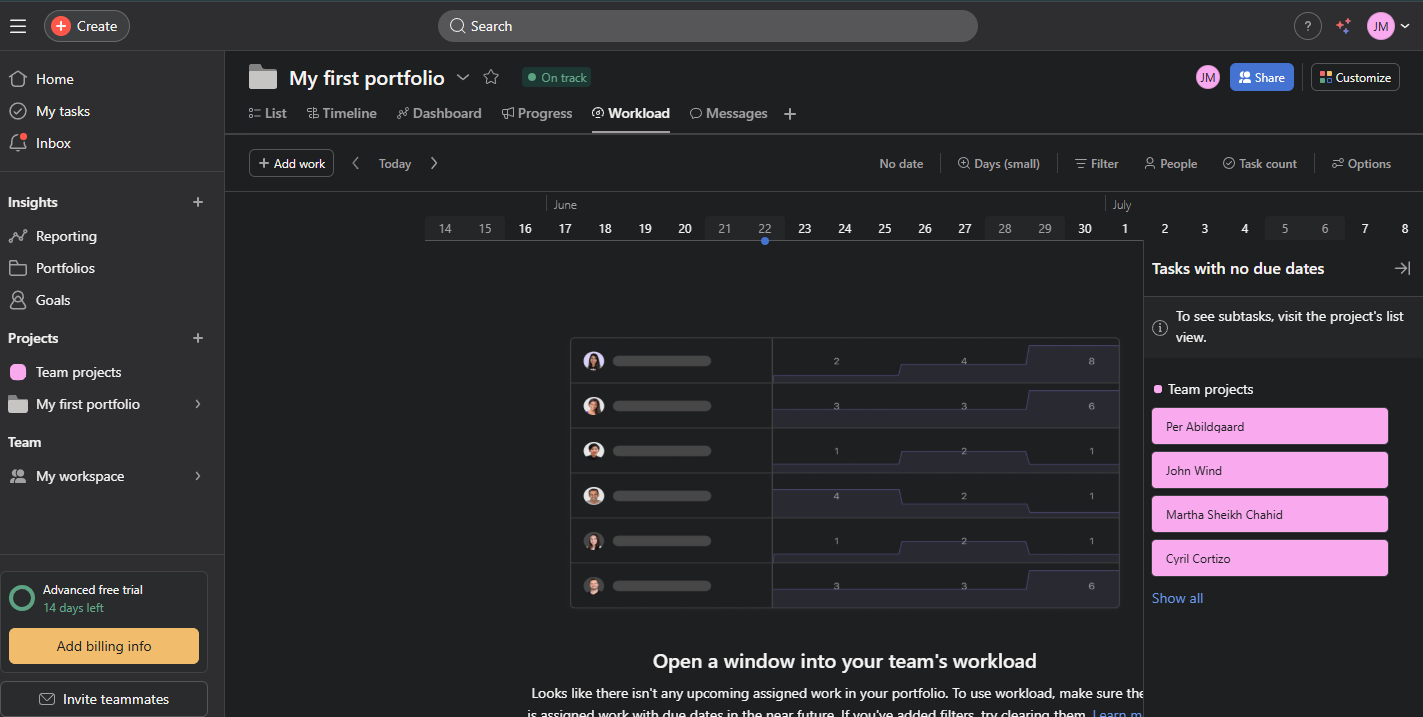 Create
Search
?
JM
Home
My tasks
Inbox
Insights
Reporting
Portfolios
Goals
Projects
Team projects
My first portfolio
Team
My workspace
Advanced free trial
14 days left
Add billing info
Invite teammates
My first portfolio
On track
JM
Share
Customize
List
Timeline
Dashboard
Progress
Workload
Messages
+ Add work
Today
No date
Days (small)
Filter
People
Task count
Options
June
July
14 15 16 17 18 19 20 21 22 23 24 25 26 27 28 29 30 1 2 3 4 5 6 7 8
2 4 8
3 3 6
1 2 1
4 2 1
1 2 1
3 3 6
Open a window into your team's workload
Looks like there isn't any upcoming assigned work in your portfolio. To use workload, make sure the
is assigned work with due dates in the near future. If you've added filters, try clearing them. Learn m
Tasks with no due dates
To see subtasks, visit the project's list
view.
Team projects
Per Abildgaard
John Wind
Martha Sheikh Chahid
Cyril Cortizo
Show all